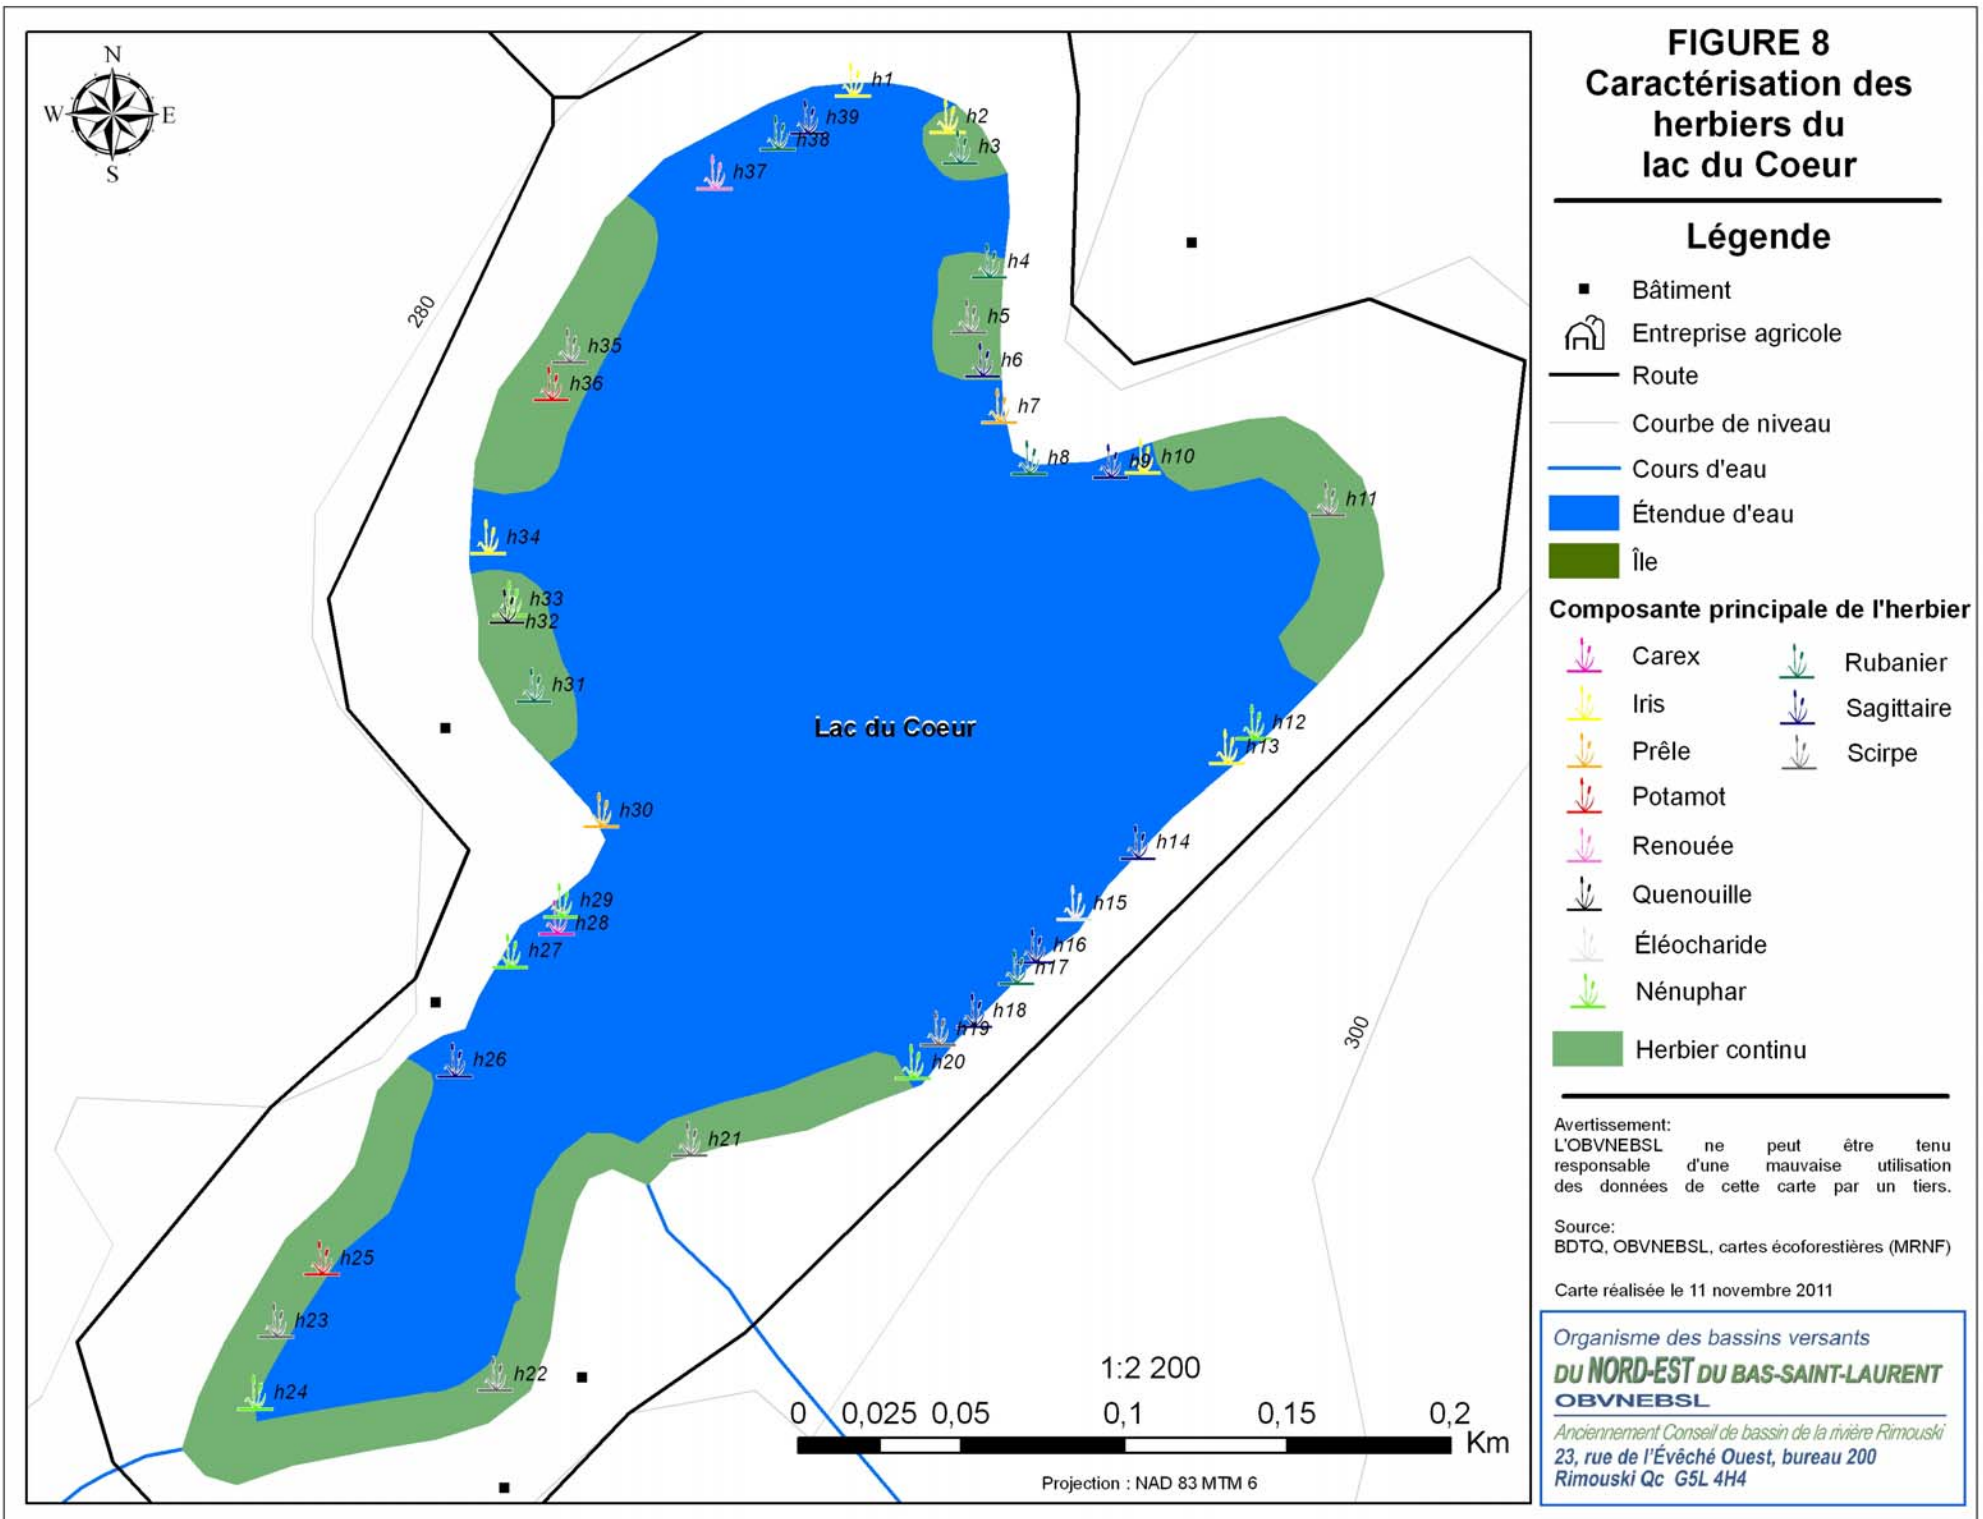 N
W
E
S
h1
h2
h3
h39
h38
h37
h4
h5
h6
h7
h8
h9
h10
h11
h35
h36
h34
h33
h32
h31
h30
Lac du Coeur
h12
h13
h14
h15
h16
h17
h18
h19
h20
h21
h29
h28
h27
h26
h25
h23
h24
h22
280
300
1:2 200
0 0,025 0,05 0,1 0,15 0,2
Km
Projection : NAD 83 MTM 6
FIGURE 8
Caractérisation des
herbiers du
lac du Coeur
Légende
Bâtiment
Entreprise agricole
Route
Courbe de niveau
Cours d'eau
Étendue d'eau
Île
Composante principale de l'herbier
Carex
Iris
Prêle
Potamot
Renouée
Quenouille
Éléocharide
Nénuphar
Rubanier
Sagittaire
Scirpe
Herbier continu
Avertissement:
L'OBVNEBSL ne peut être tenu
responsable d'une mauvaise utilisation
des données de cette carte par un tiers.
Source:
BDTQ, OBVNEBSL, cartes écoforestières (MRNF)
Carte réalisée le 11 novembre 2011
Organisme des bassins versants
DU NORD-EST DU BAS-SAINT-LAURENT
OBVNEBSL
Anciennement Conseil de bassin de la rivière Rimouski
23, rue de l'Évêché Ouest, bureau 200
Rimouski Qc G5L 4H4